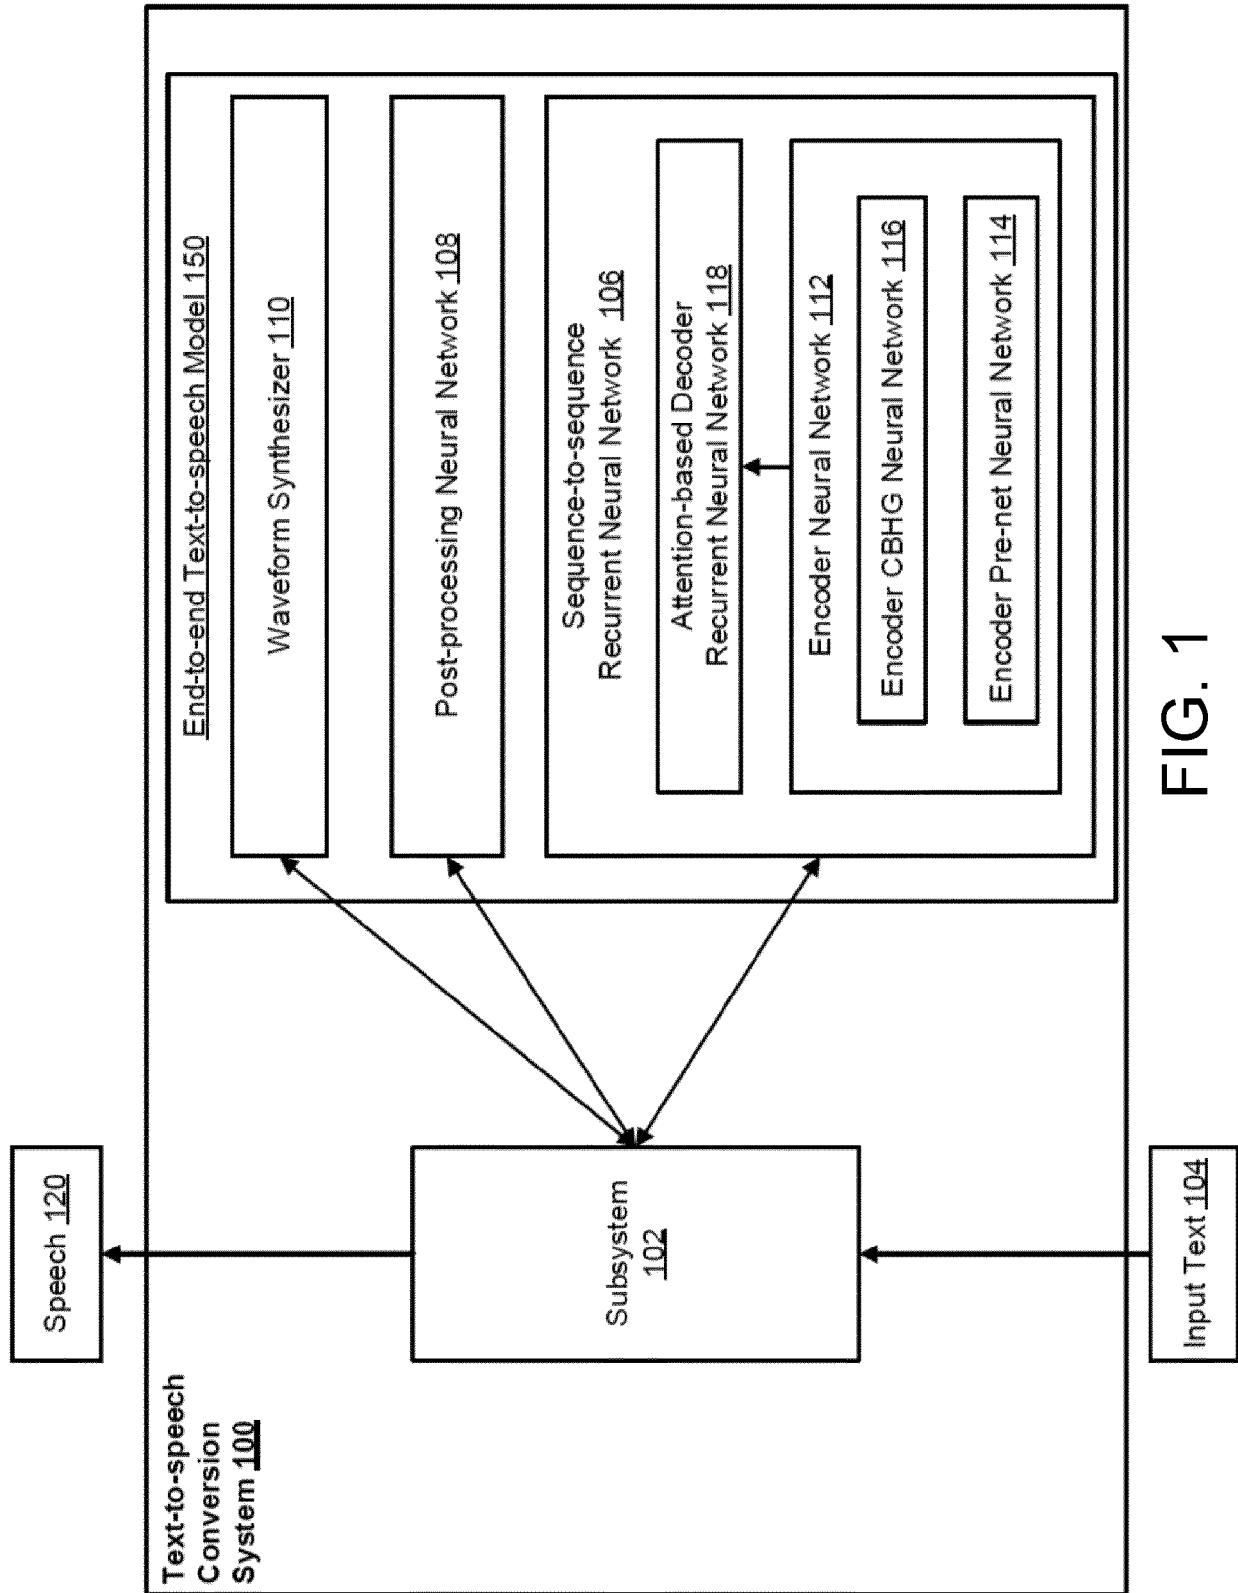 Speech 120
Text-to-speech
Conversion
System 100
Subsystem
102
Input Text 104
End-to-end Text-to-speech Model 150
Waveform Synthesizer 110
Post-processing Neural Network 108
Sequence-to-sequence
Recurrent Neural Network 106
Attention-based Decoder
Recurrent Neural Network 118
Encoder Neural Network 112
Encoder CBHG Neural Network 116
Encoder Pre-net Neural Network 114
FIG. 1